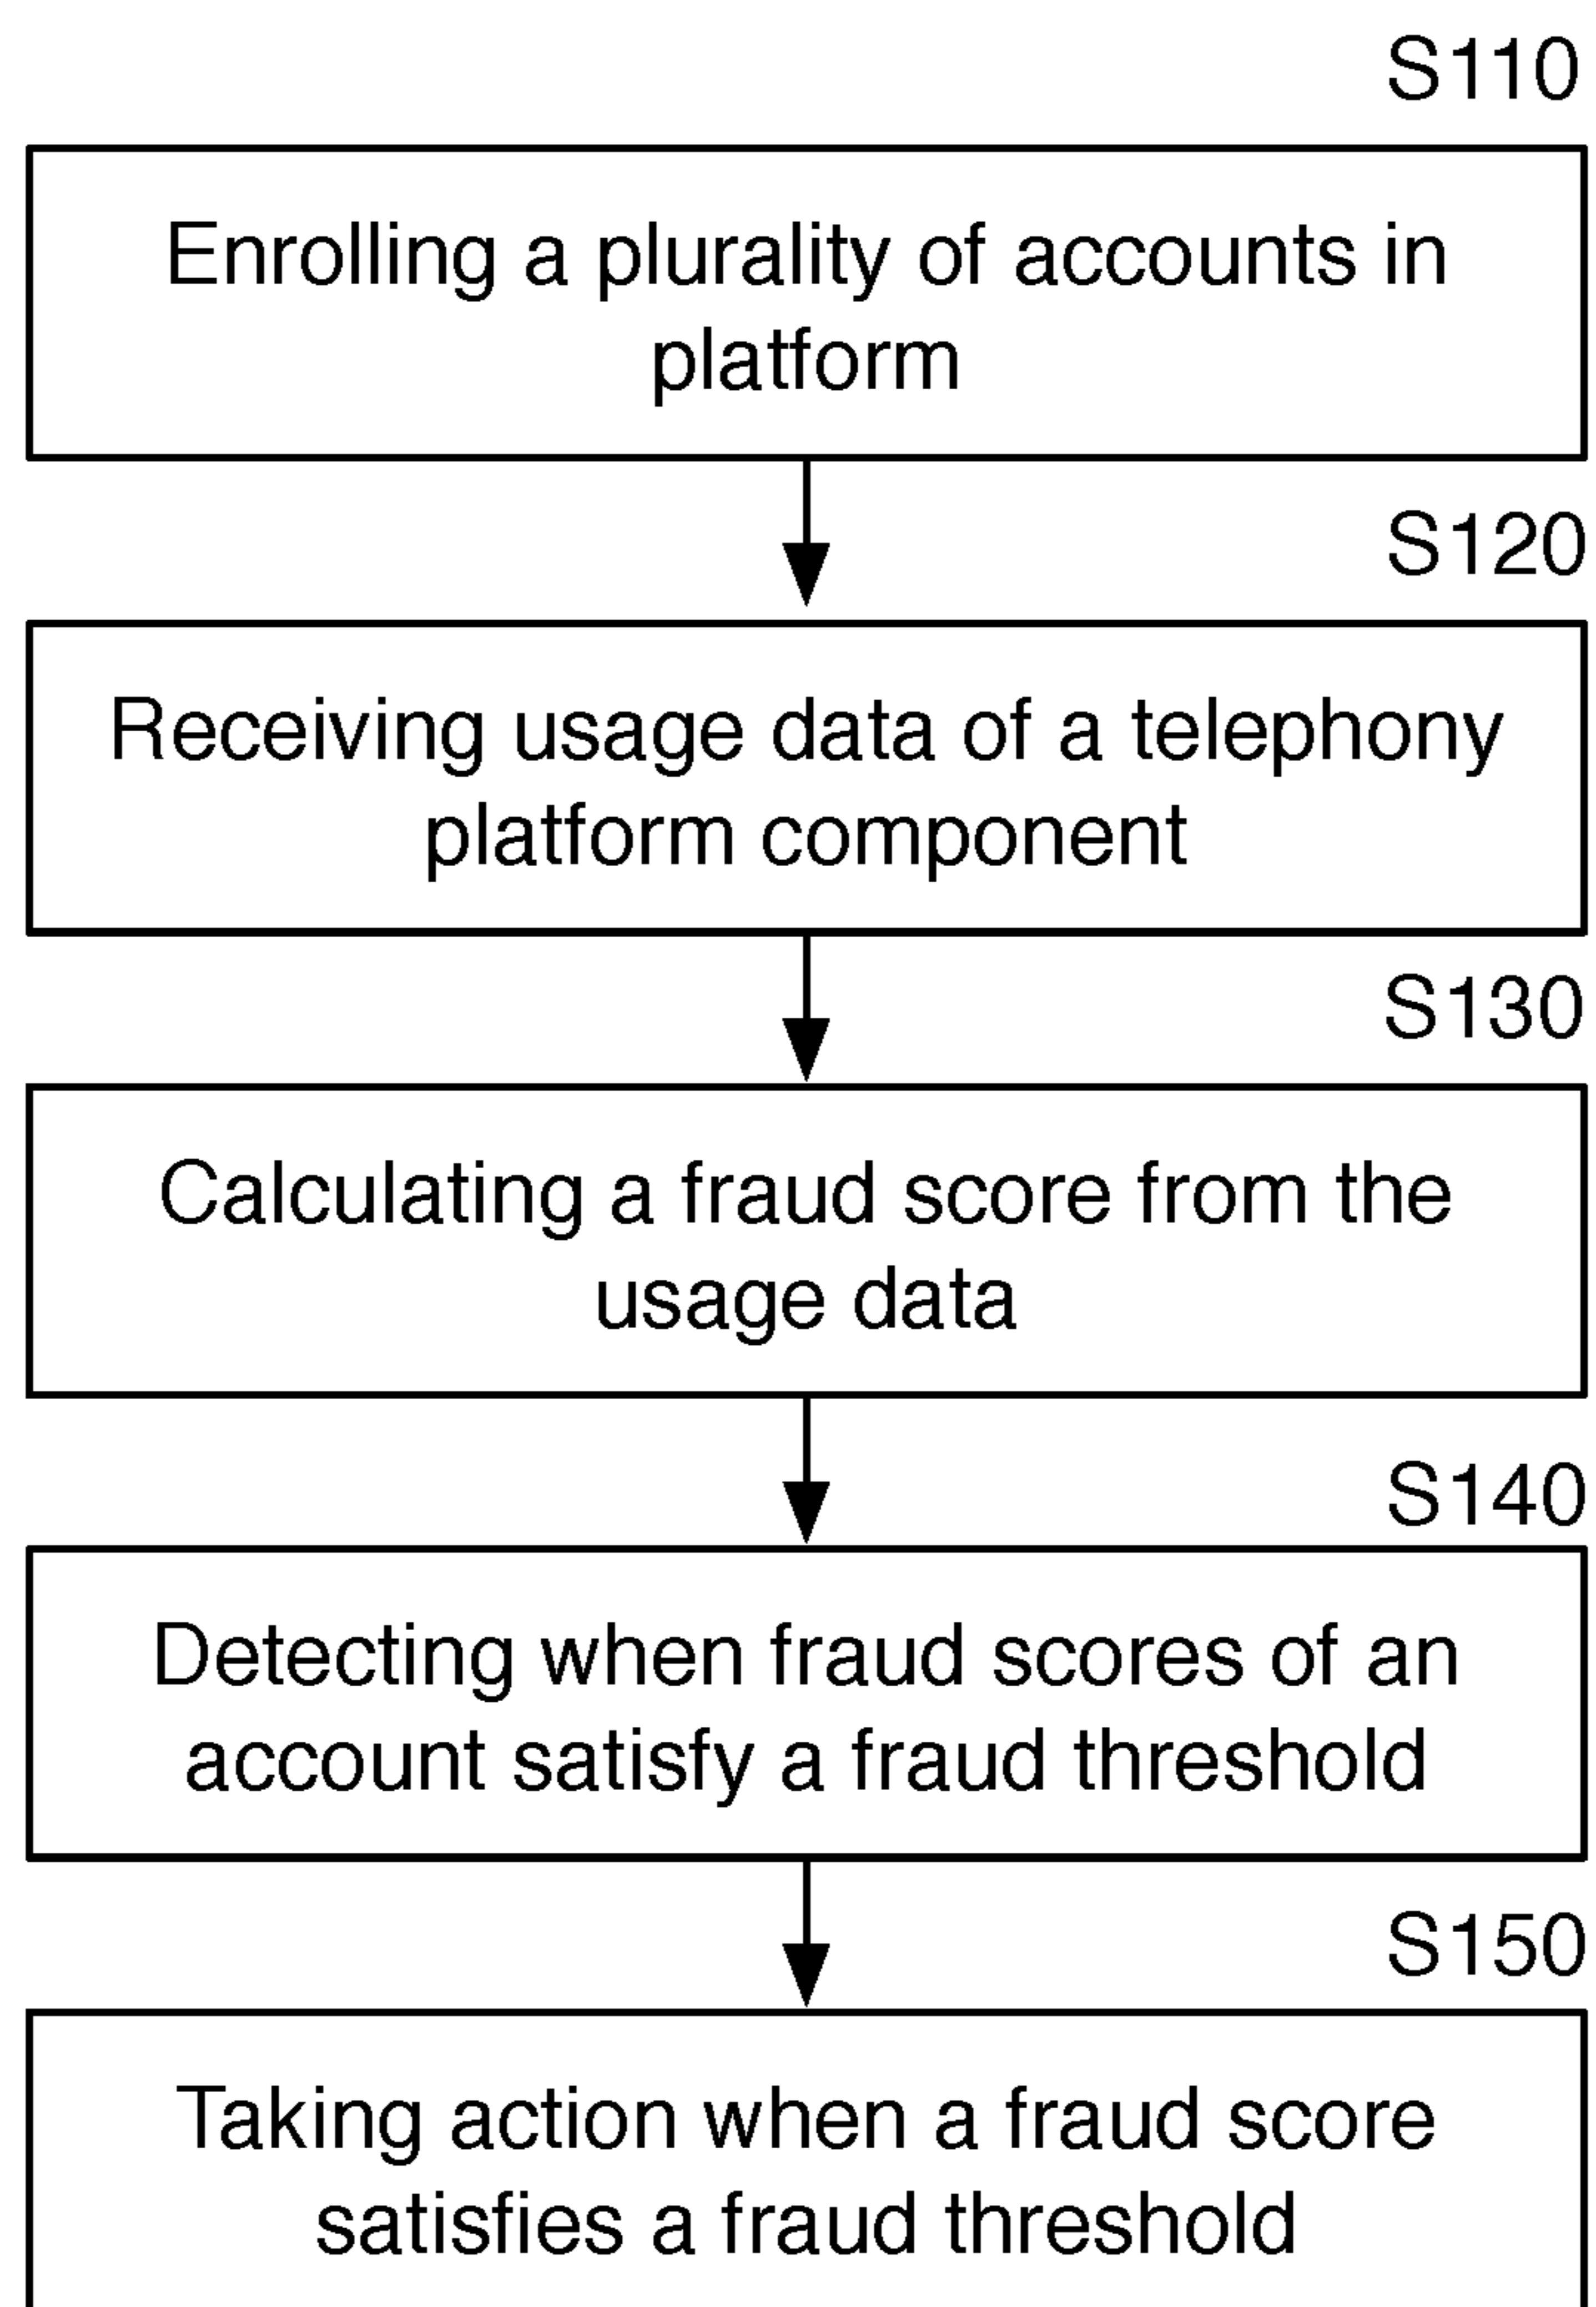 S110
Enrolling a plurality of accounts in
platform
S120
Receiving usage data of a telephony
platform component
S130
Calculating a fraud score from the
usage data
S140
Detecting when fraud scores of an
account satisfy a fraud threshold
S150
Taking action when a fraud score
satisfies a fraud threshold